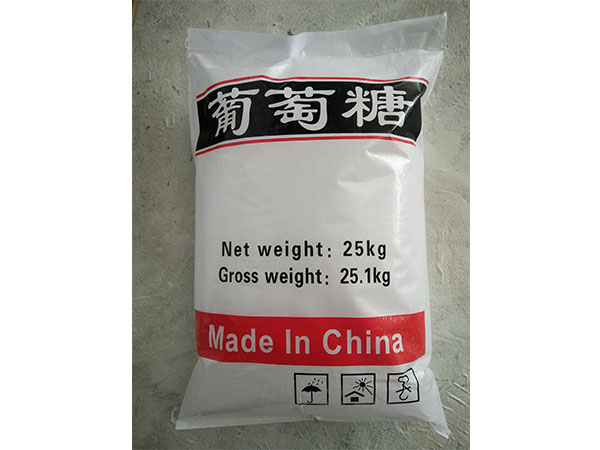 葡萄糖
Net weight: 25kg
Gross weight: 25.1kg
Made In China